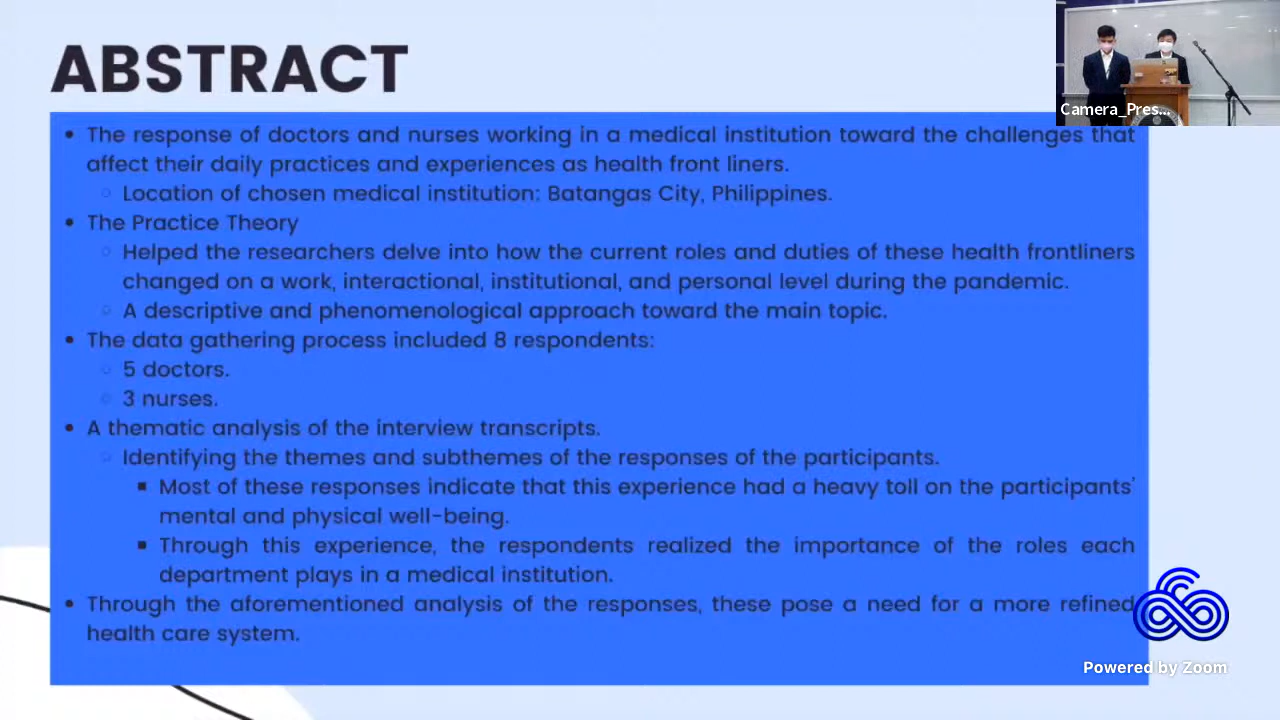 ABSTRACT
Camera_Pres...
• The response of doctors and nurses working in a medical institution toward the challenges that
affect their daily practices and experiences as health front liners.
◦ Location of chosen medical institution: Batangas City, Philippines.
• The Practice Theory
◦ Helped the researchers delve into how the current roles and duties of these health frontliners
changed on a work, interactional, institutional, and personal level during the pandemic.
◦ A descriptive and phenomenological approach toward the main topic.
• The data gathering process included 8 respondents:
◦ 5 doctors.
◦ 3 nurses.
• A thematic analysis of the interview transcripts.
◦ Identifying the themes and subthemes of the responses of the participants.
▪ Most of these responses indicate that this experience had a heavy toll on the participants'
mental and physical well-being.
▪ Through this experience, the respondents realized the importance of the roles each
department plays in a medical institution.
• Through the aforementioned analysis of the responses, these pose a need for a more refined
health care system.
Powered by Zoom